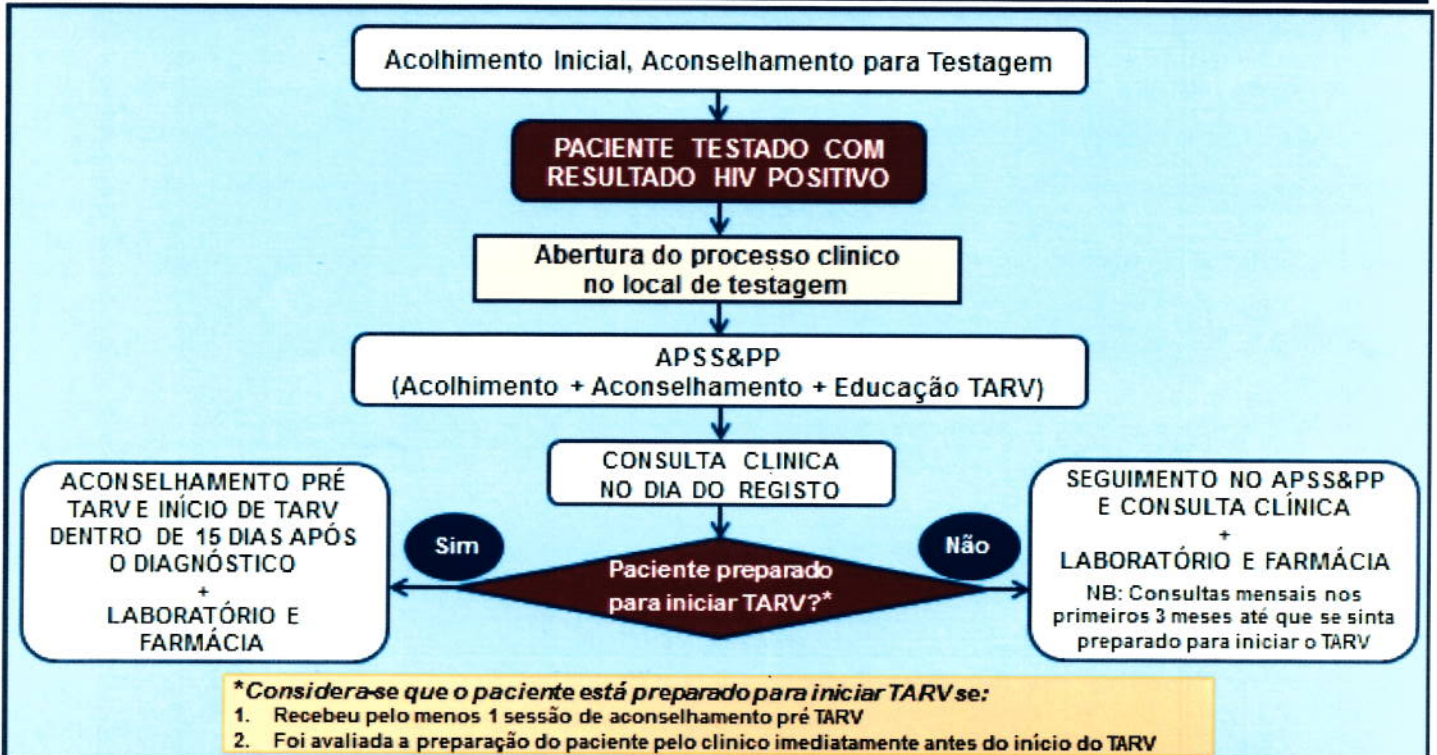 Acolhimento Inicial, Aconselhamento para Testagem
PACIENTE TESTADO COM
RESULTADO HIV POSITIVO
Abertura do processo clinico
no local de testagem
APSS&PP
(Acolhimento + Aconselhamento + Educação TARV)
CONSULTA CLINICA
NO DIA DO REGISTO
Paciente preparado
para iniciar TARV?*
Sim
ACONSELHAMENTO PRÉ
TARV E INÍCIO DE TARV
DENTRO DE 15 DIAS APÓS
O DIAGNÓSTICO
+
LABORATÓRIO E
FARMÁCIA
Não
SEGUIMENTO NO APSS&PP
E CONSULTA CLÍNICA
+
LABORATÓRIO E FARMÁCIA
NB: Consultas mensais nos
primeiros 3 meses até que se sinta
preparado para iniciar o TARV
*Considera-se que o paciente está preparado para iniciar TARV se:
1. Recebeu pelo menos 1 sessão de aconselhamento pré TARV
2. Foi avaliada a preparação do paciente pelo clinico imediatamente antes do início do TARV